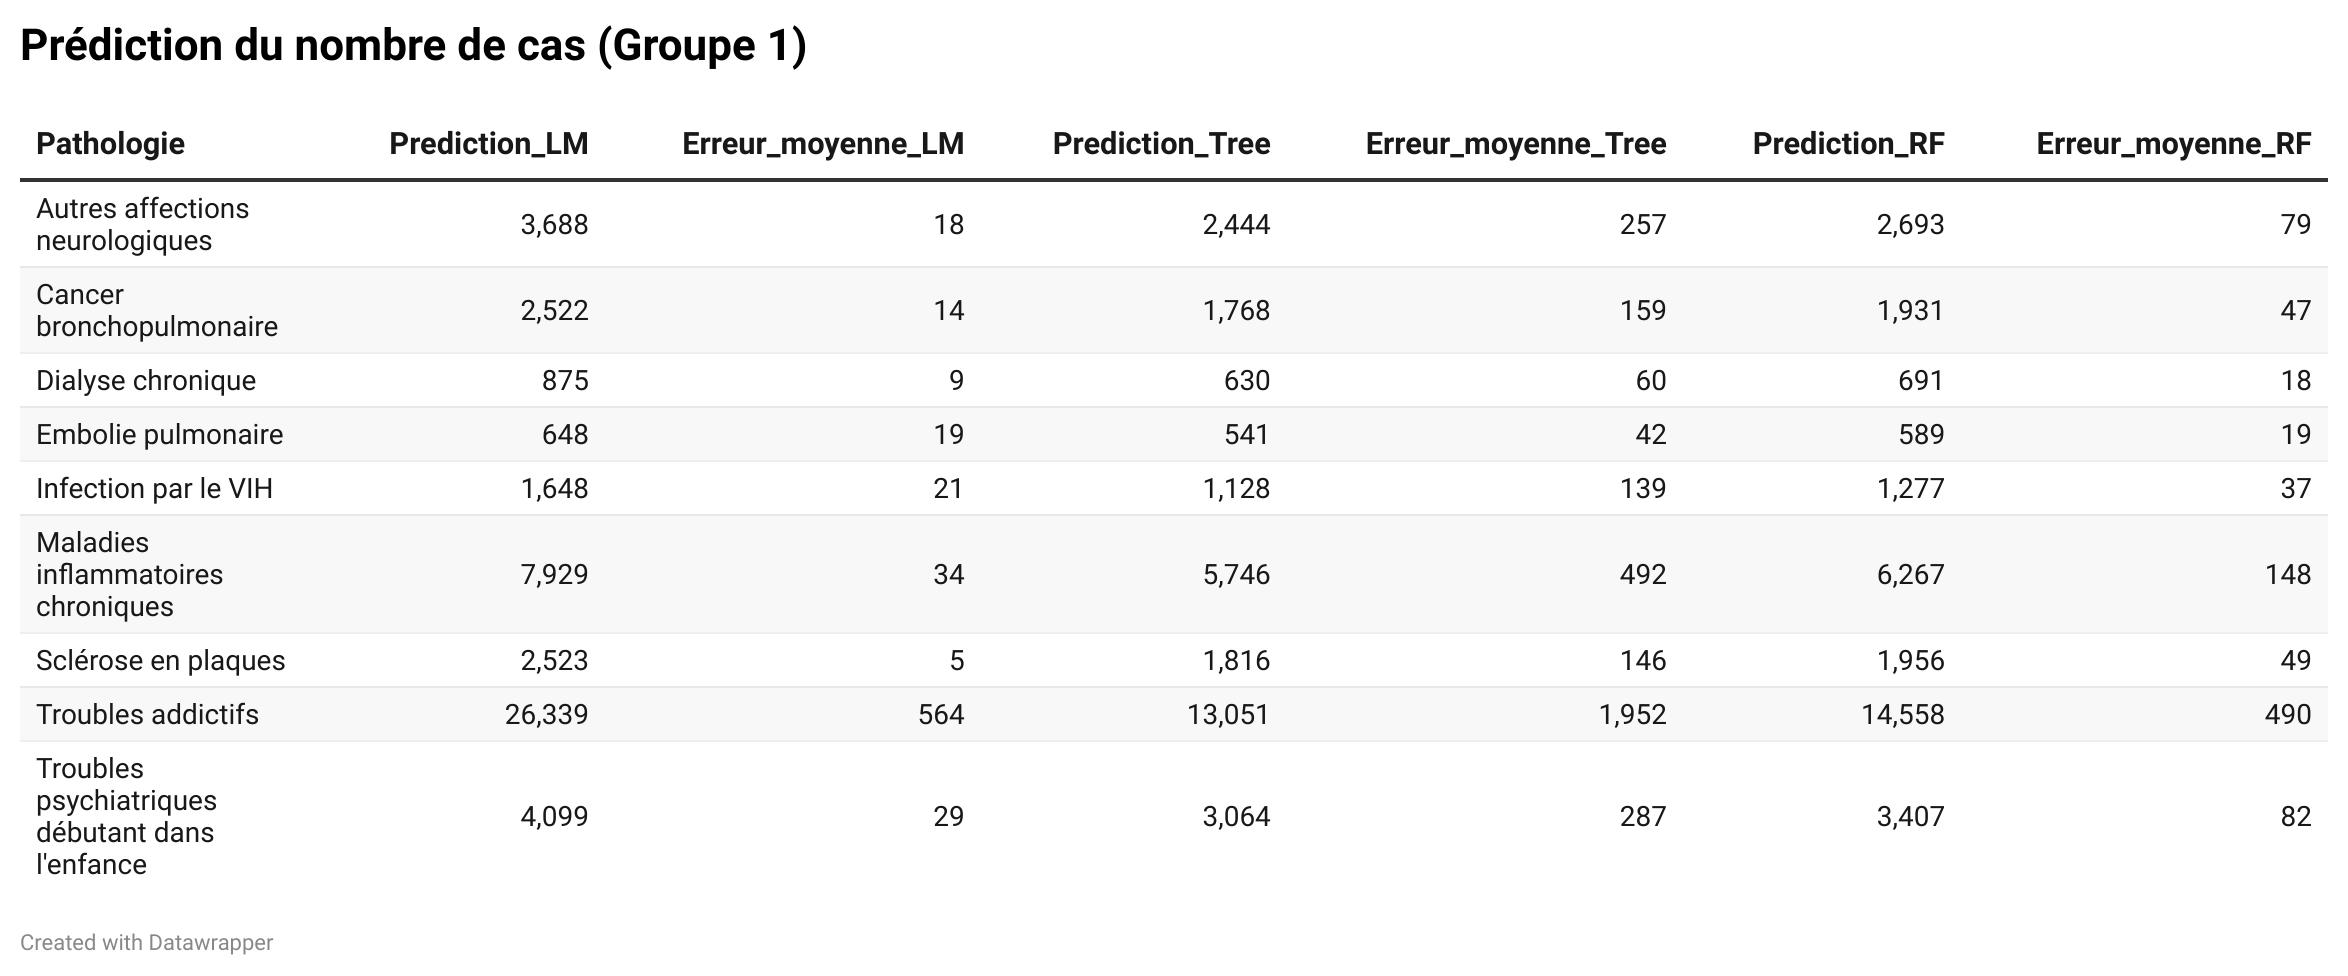 Prédiction du nombre de cas (Groupe 1)
Pathologie Prediction_LM Erreur_moyenne_LM Prediction_Tree Erreur_moyenne_Tree Prediction_RF Erreur_moyenne_RF
Autres affections
neurologiques 3,688 18 2,444 257 2,693 79
Cancer
bronchopulmonaire 2,522 14 1,768 159 1,931 47
Dialyse chronique 875 9 630 60 691 18
Embolie pulmonaire 648 19 541 42 589 19
Infection par le VIH 1,648 21 1,128 139 1,277 37
Maladies
inflammatoires 7,929 34 5,746 492 6,267 148
chroniques
Sclérose en plaques 2,523 5 1,816 146 1,956 49
Troubles addictifs 26,339 564 13,051 1,952 14,558 490
Troubles
psychiatriques
débutant dans 4,099 29 3,064 287 3,407 82
l'enfance
Created with Datawrapper